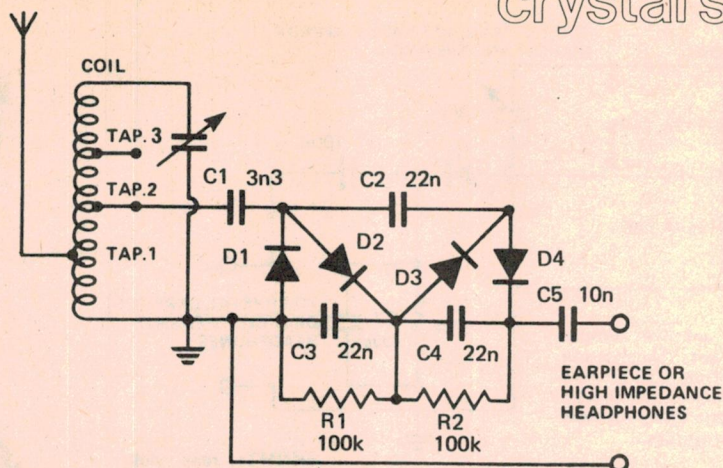 crystal s
COIL
TAP. 3
C1 3n3
C2 22n
TAP.2
D2
TAP.1
D1
D3
D4
C5 10n
C3 22n
C4 22n
EARPIECE OR
HIGH IMPEDANCE
HEADPHONES
R1
100k
R2
100k